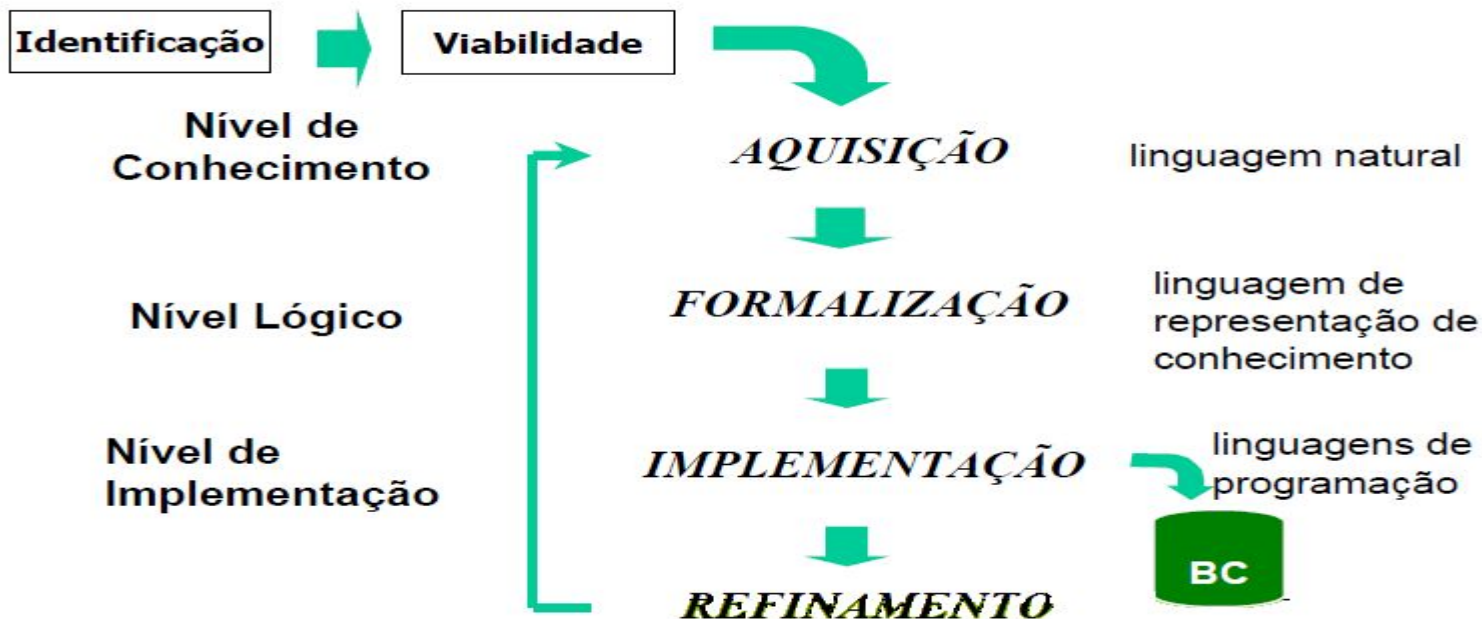 Identificação
Viabilidade
Nível de
Conhecimento
AQUISIÇÃO
linguagem natural
Nível Lógico
FORMALIZAÇÃO
linguagem de
representação de
conhecimento
Nível de
Implementação
IMPLEMENTAÇÃO
linguagens de
programação
BC
REFINAMENTO